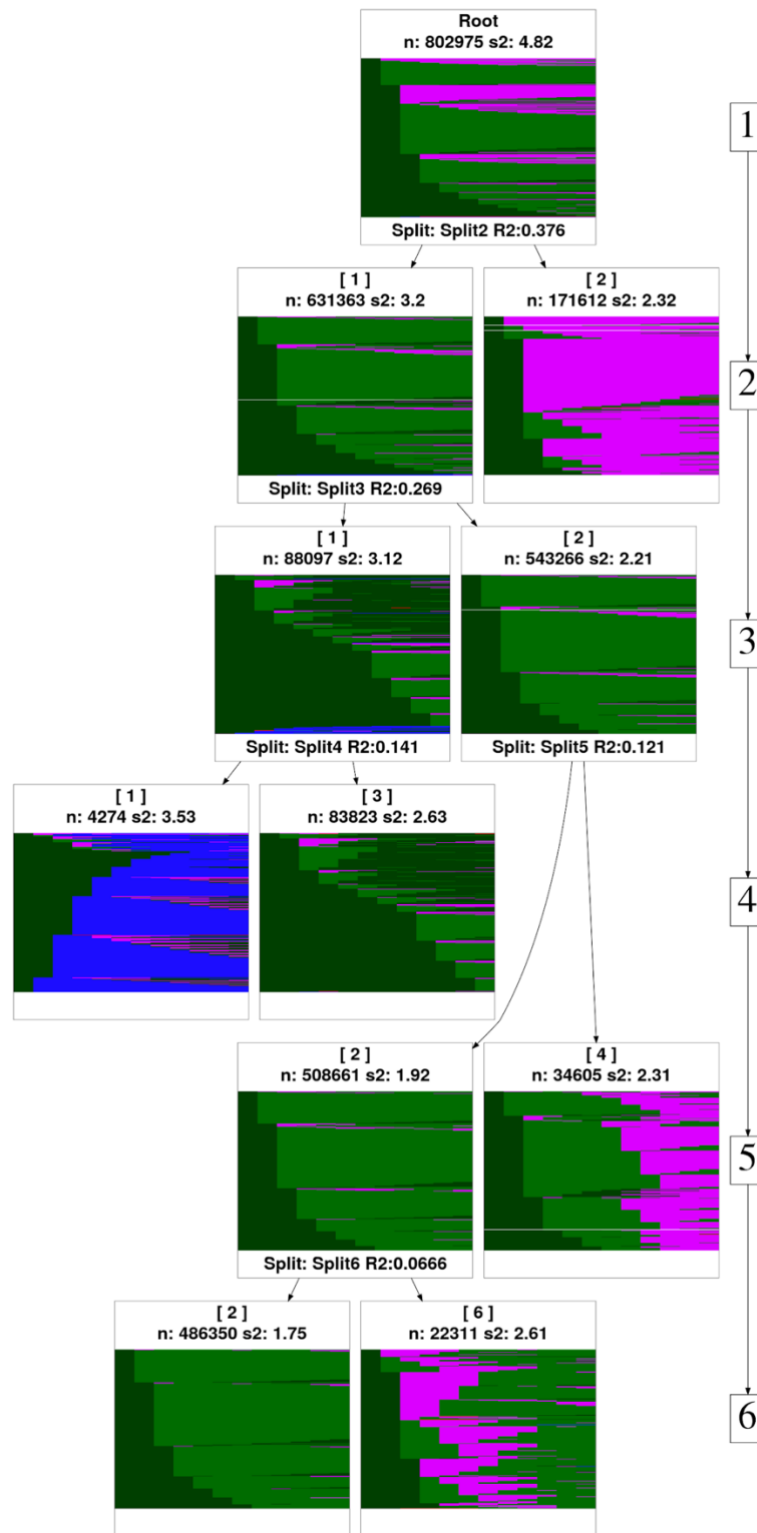 Root
n: 802975 s2: 4.82
Split: Split2 R2:0.376
1
[ 1 ]
n: 631363 s2: 3.2
Split: Split3 R2:0.269
[ 2 ]
n: 171612 s2: 2.32
2
[ 1 ]
n: 88097 s2: 3.12
Split: Split4 R2:0.141
[ 2 ]
n: 543266 s2: 2.21
Split: Split5 R2:0.121
3
[ 1 ]
n: 4274 s2: 3.53
[ 3 ]
n: 83823 s2: 2.63
4
[ 2 ]
n: 508661 s2: 1.92
Split: Split6 R2:0.0666
[ 4 ]
n: 34605 s2: 2.31
5
[ 2 ]
n: 486350 s2: 1.75
[ 6 ]
n: 22311 s2: 2.61
6